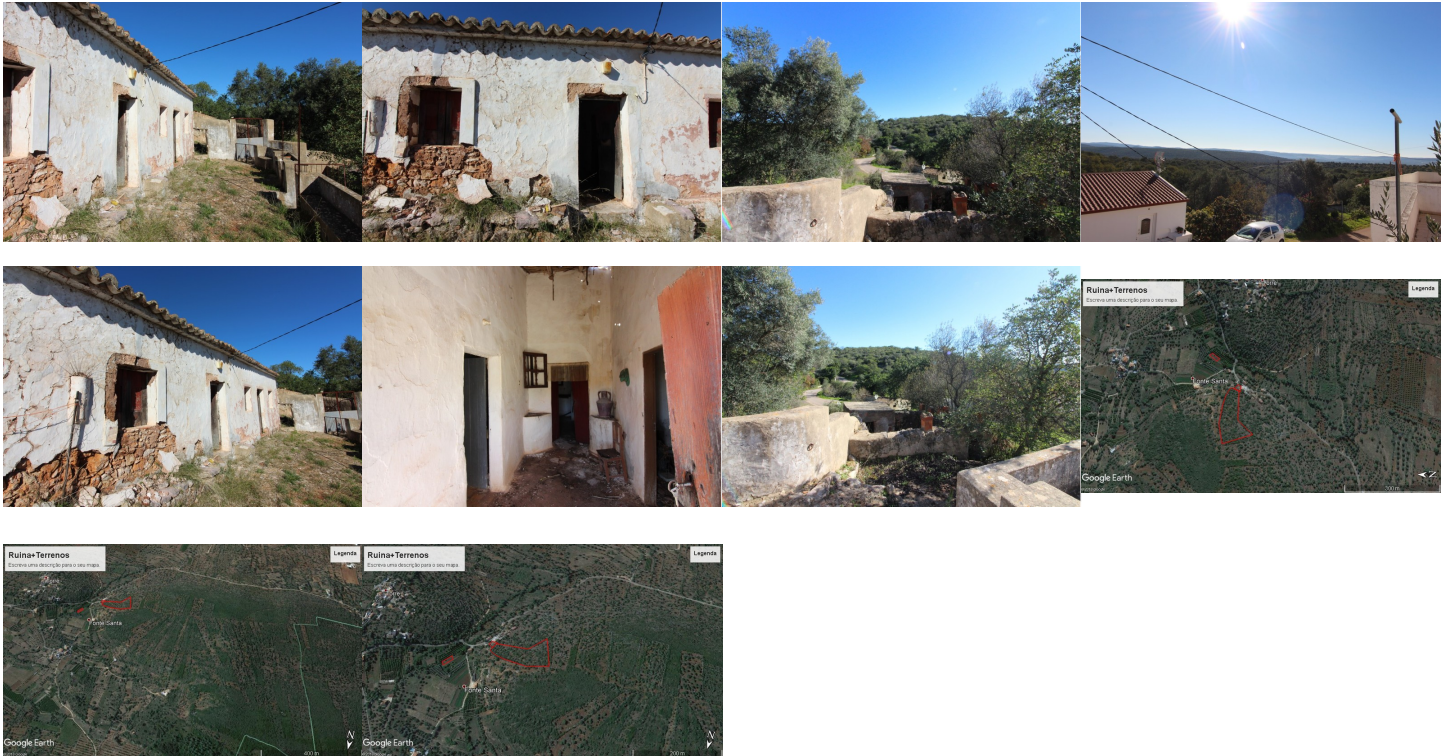 Ruina+Terrenos
Escreva uma descrição para o seu mapa.
Legenda
Fonte Santa
Google Earth
N
Ruina+Terrenos
Escreva uma descrição para o seu mapa.
Legenda
Fonte Santa
Google Earth
N
400 m
Ruina+Terrenos
Escreva uma descrição para o seu mapa.
Legenda
Fonte Santa
Google Earth
N
200 m